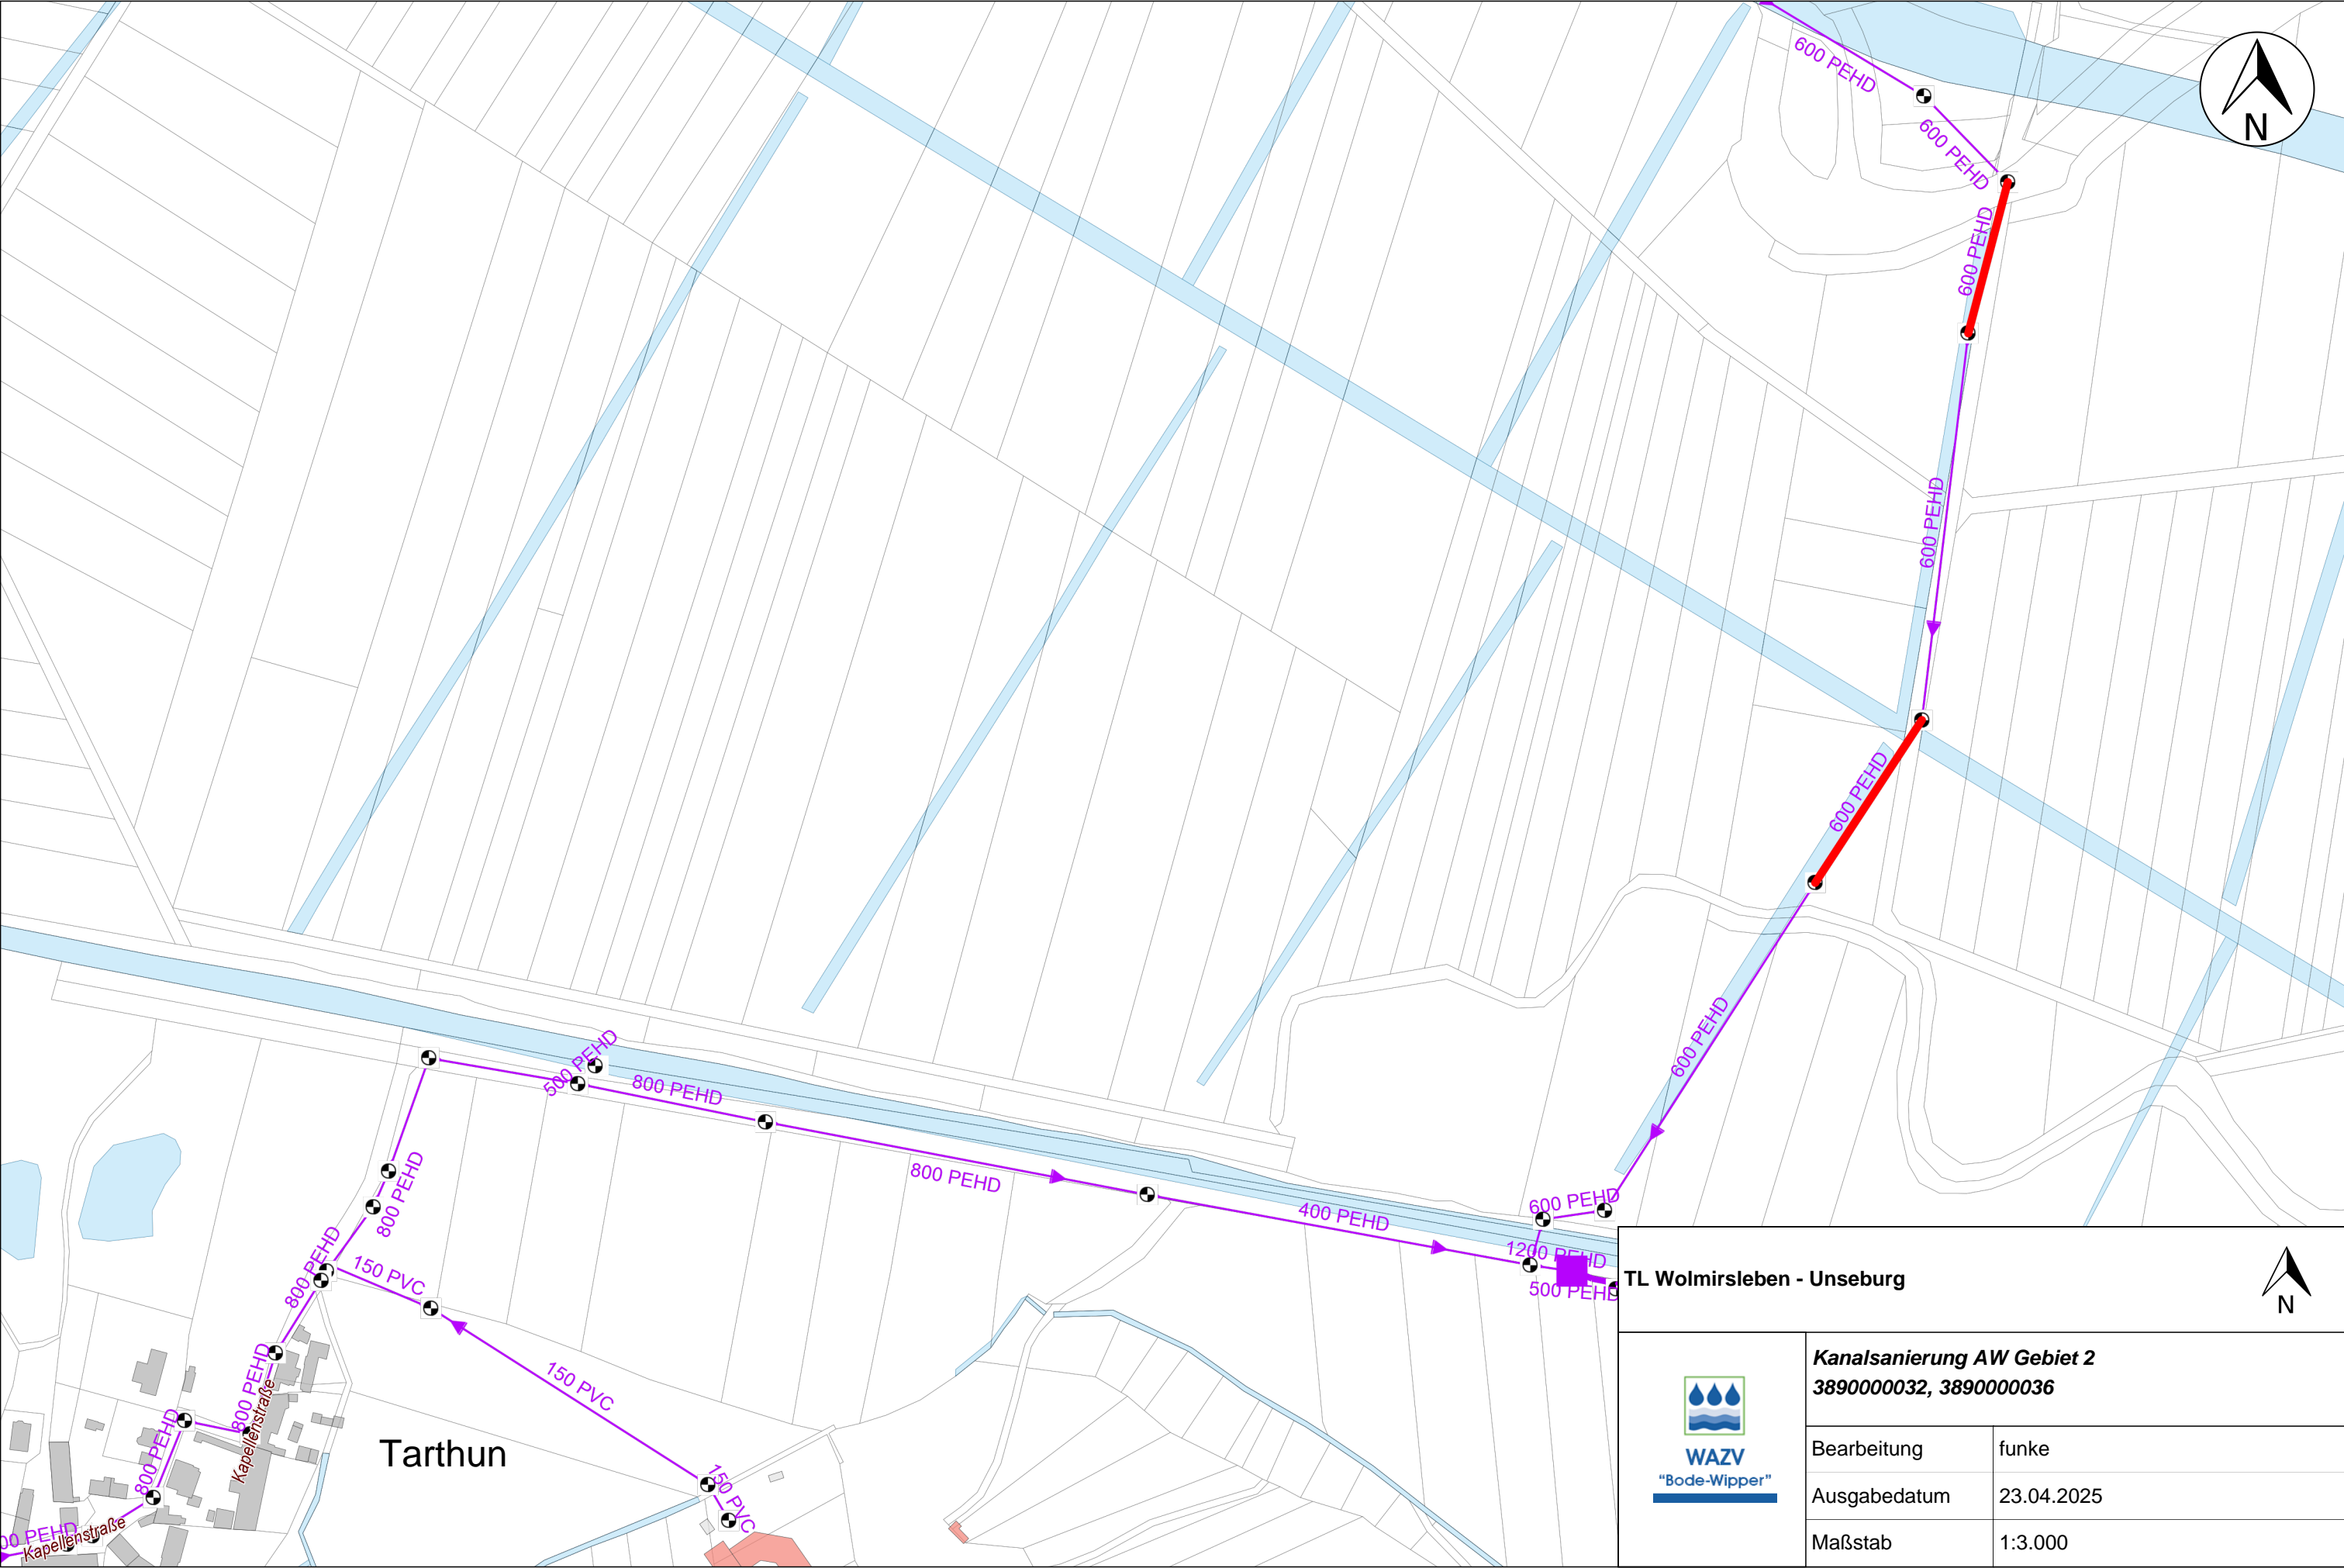 600 PEHD
N
600 PEHD
600 PEHD
600 PEHD
600 PEHD
600 PEHD
500 PEHD
800 PEHD
800 PEHD
800 PEHD
400 PEHD
600 PEHD
1200 PEHD
500 PEHD
800 PEHD
150 PVC
150 PVC
800 PEHD
800 PEHD
Kapellenstraße
Tarthun
150 PVC
00 PEHD
Kapellenstraße
TL Wolmirsleben - Unseburg
N
Kanalsanierung AW Gebiet 2
3890000032, 3890000036
WAZV
"Bode-Wipper"
Bearbeitung funke
Ausgabedatum 23.04.2025
Maßstab 1:3.000